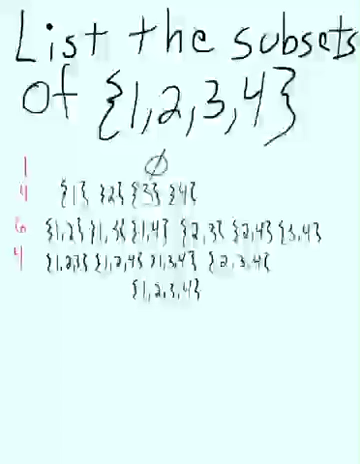 List the subsets
of {1,2,3,4}
1 ∅
4 {1} {2} {3} {4}
6 {1,2} {1,3} {1,4} {2,3} {2,4} {3,4}
4 {1,2,3} {1,2,4} {1,3,4} {2,3,4}
{1,2,3,4}